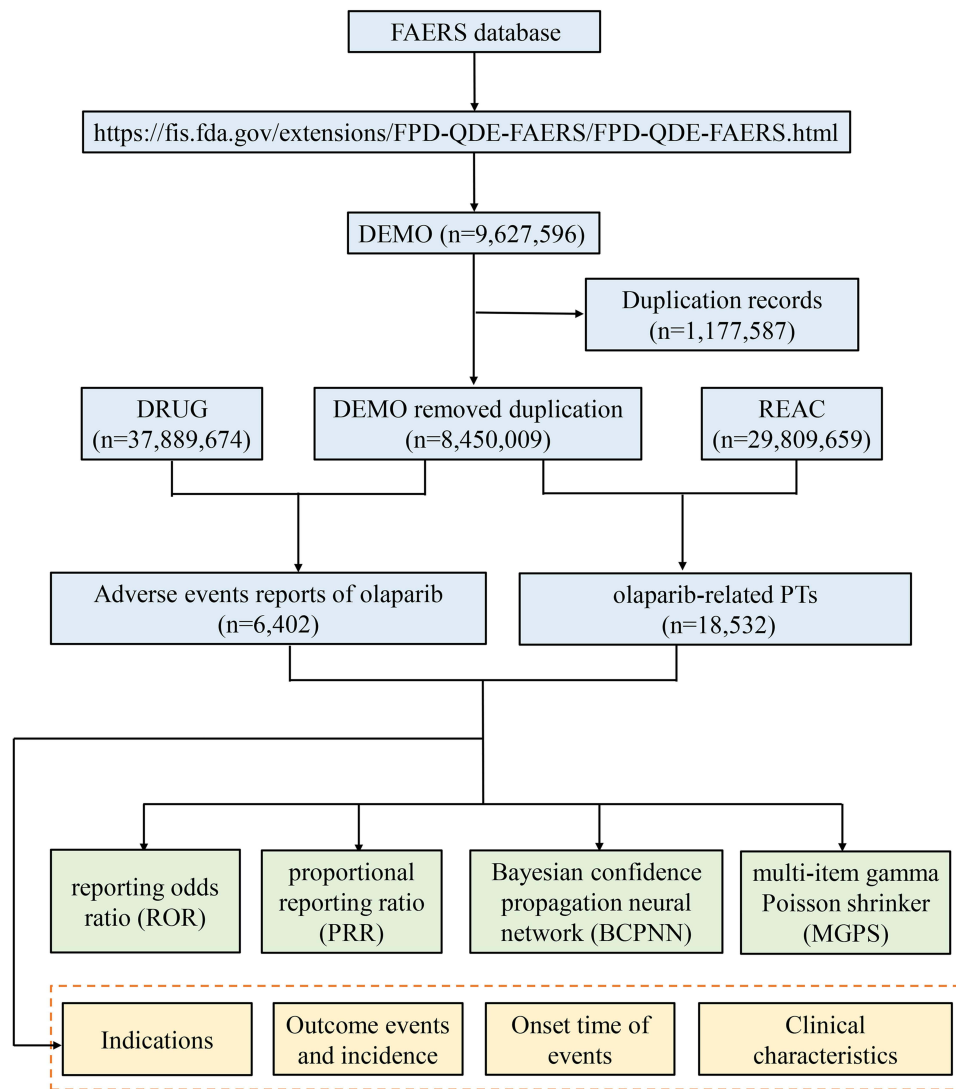 FAERS database
https://fis.fda.gov/extensions/FPD-QDE-FAERS/FPD-QDE-FAERS.html
DEMO (n=9,627,596)
Duplication records
(n=1,177,587)
DRUG
(n=37,889,674)
DEMO removed duplication
(n=8,450,009)
REAC
(n=29,809,659)
Adverse events reports of olaparib
(n=6,402)
olaparib-related PTs
(n=18,532)
reporting odds
ratio (ROR)
proportional
reporting ratio
(PRR)
Bayesian confidence
propagation neural
network (BCPNN)
multi-item gamma
Poisson shrinker
(MGPS)
Indications
Outcome events
and incidence
Onset time of
events
Clinical
characteristics